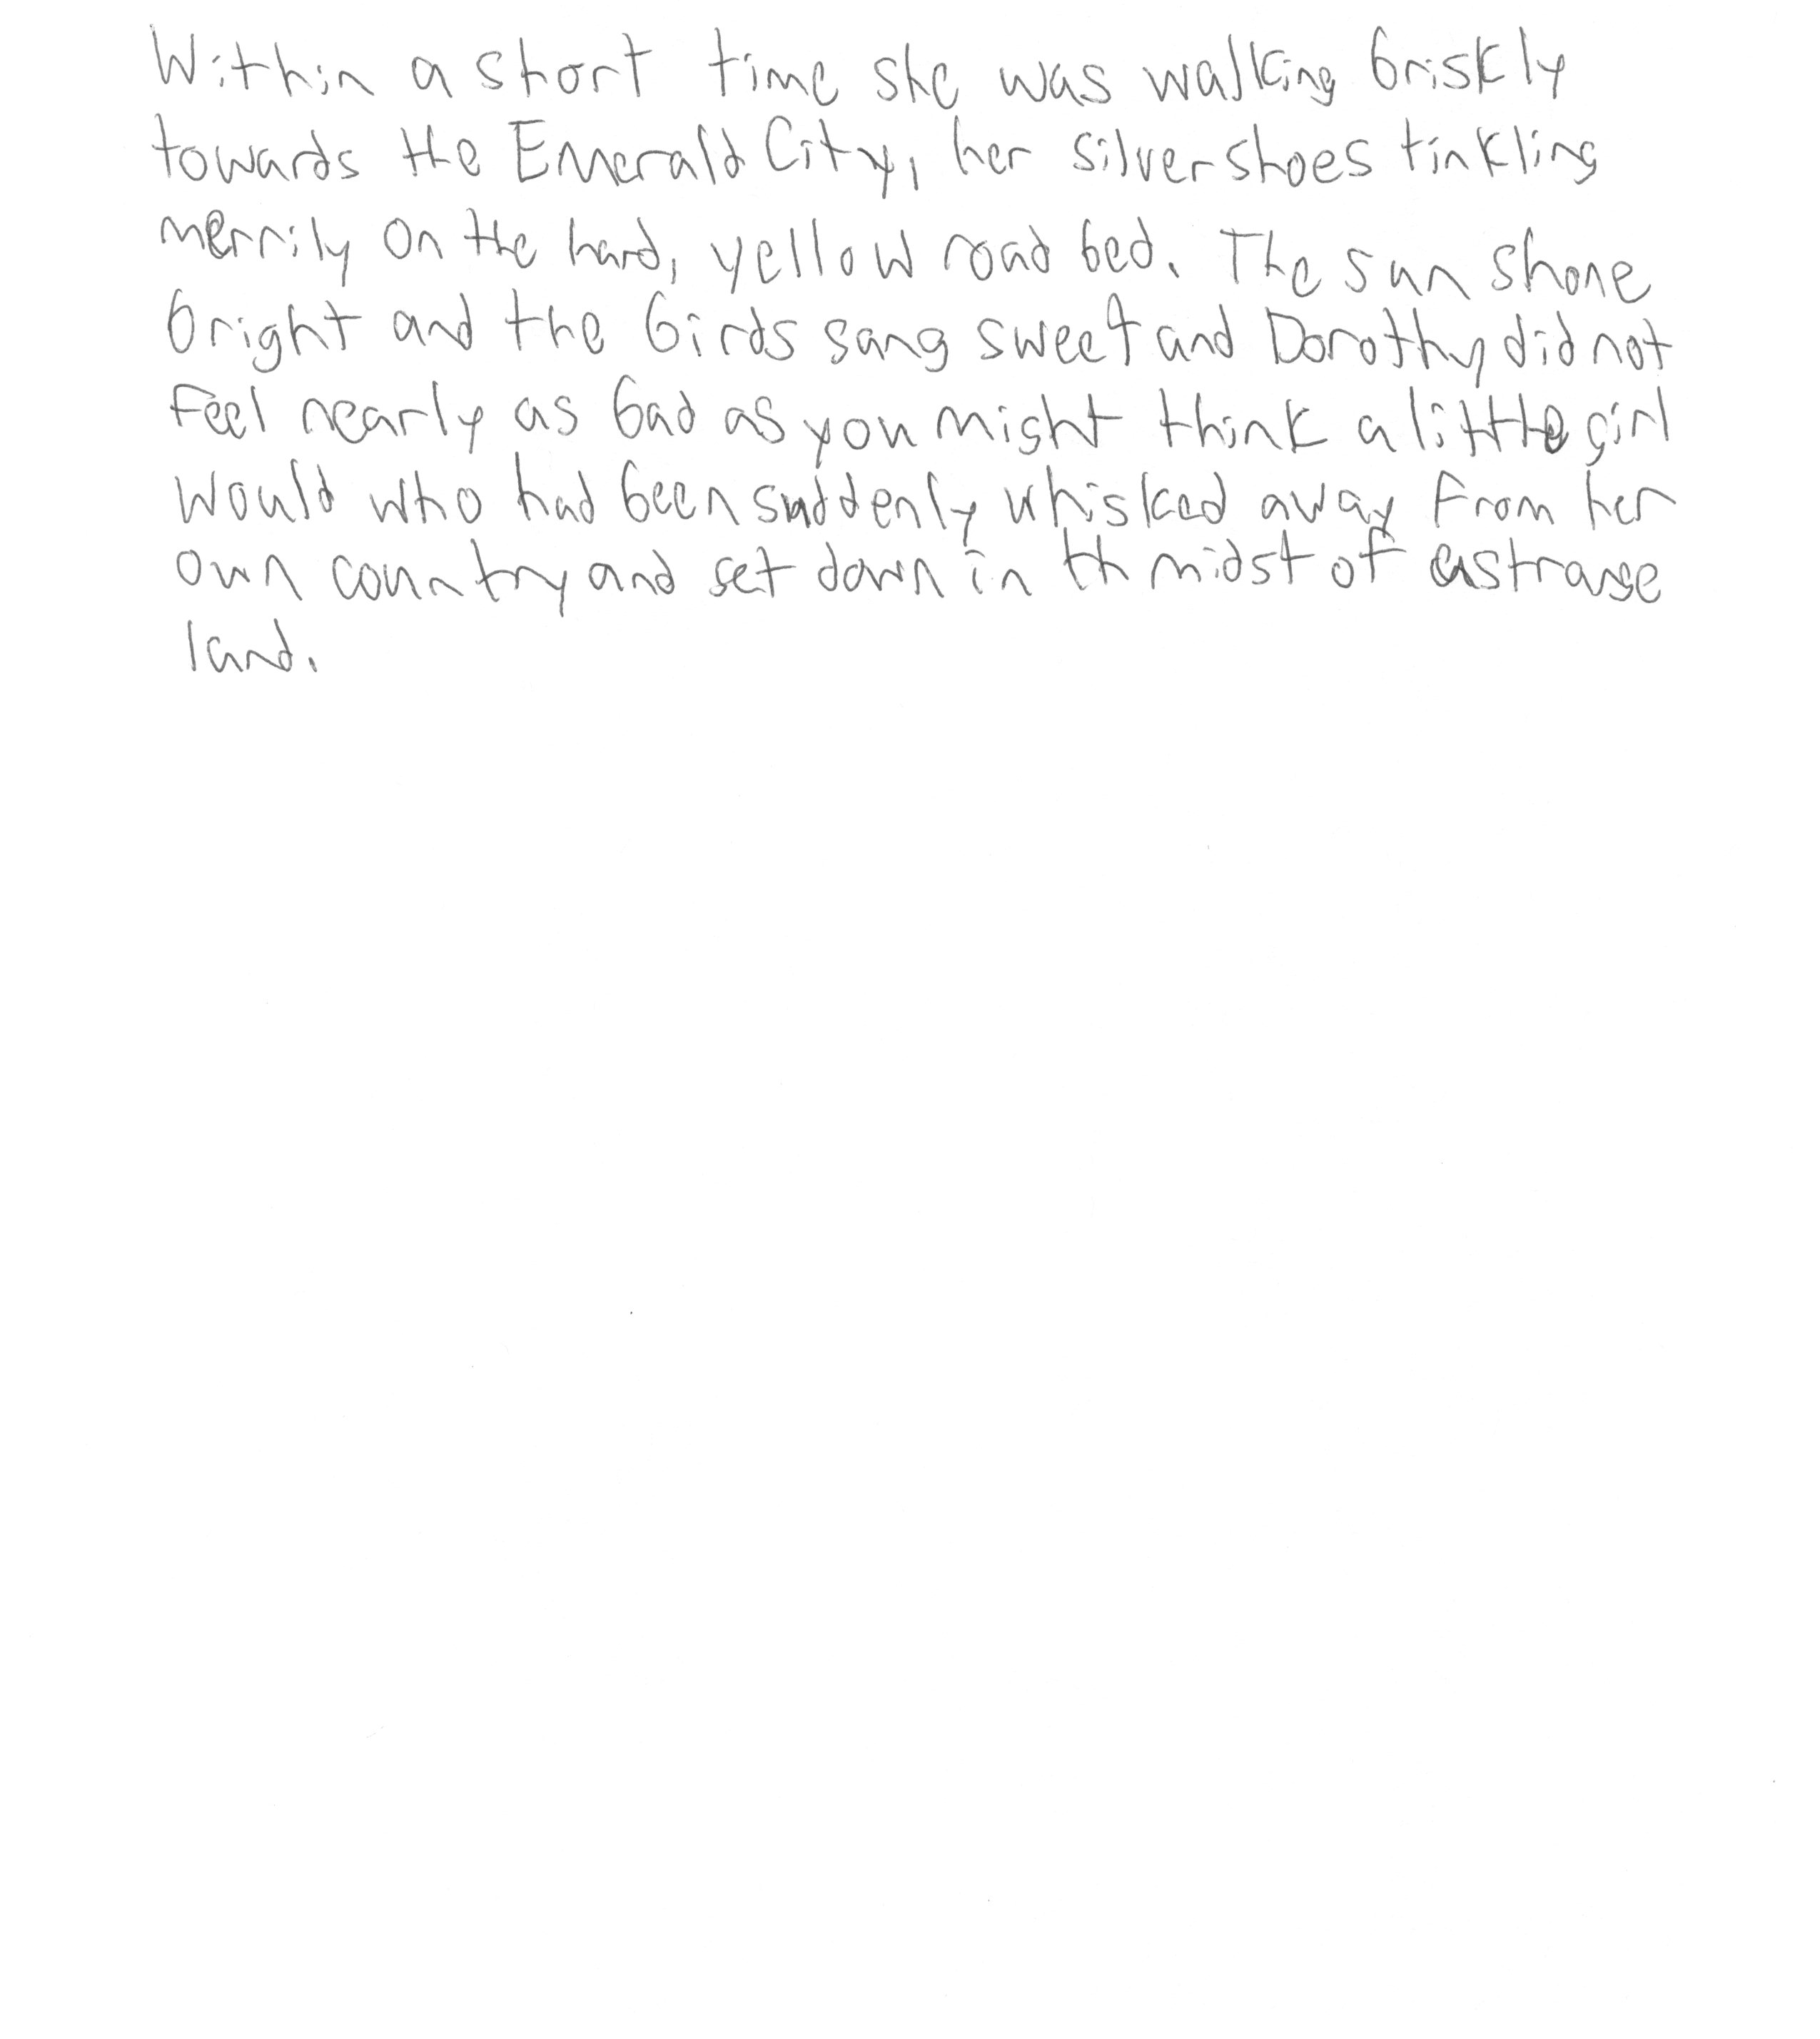 Within a short time she was walking briskly
towards the Emerald City, her silver shoes tinkling
merrily on the hard, yellow road bed. The sun shone
bright and the birds sang sweet and Dorothy did not
feel nearly as bad as you might think a little girl
would who had been suddenly whisked away from her
own country and set down in th midst of a strange
land.